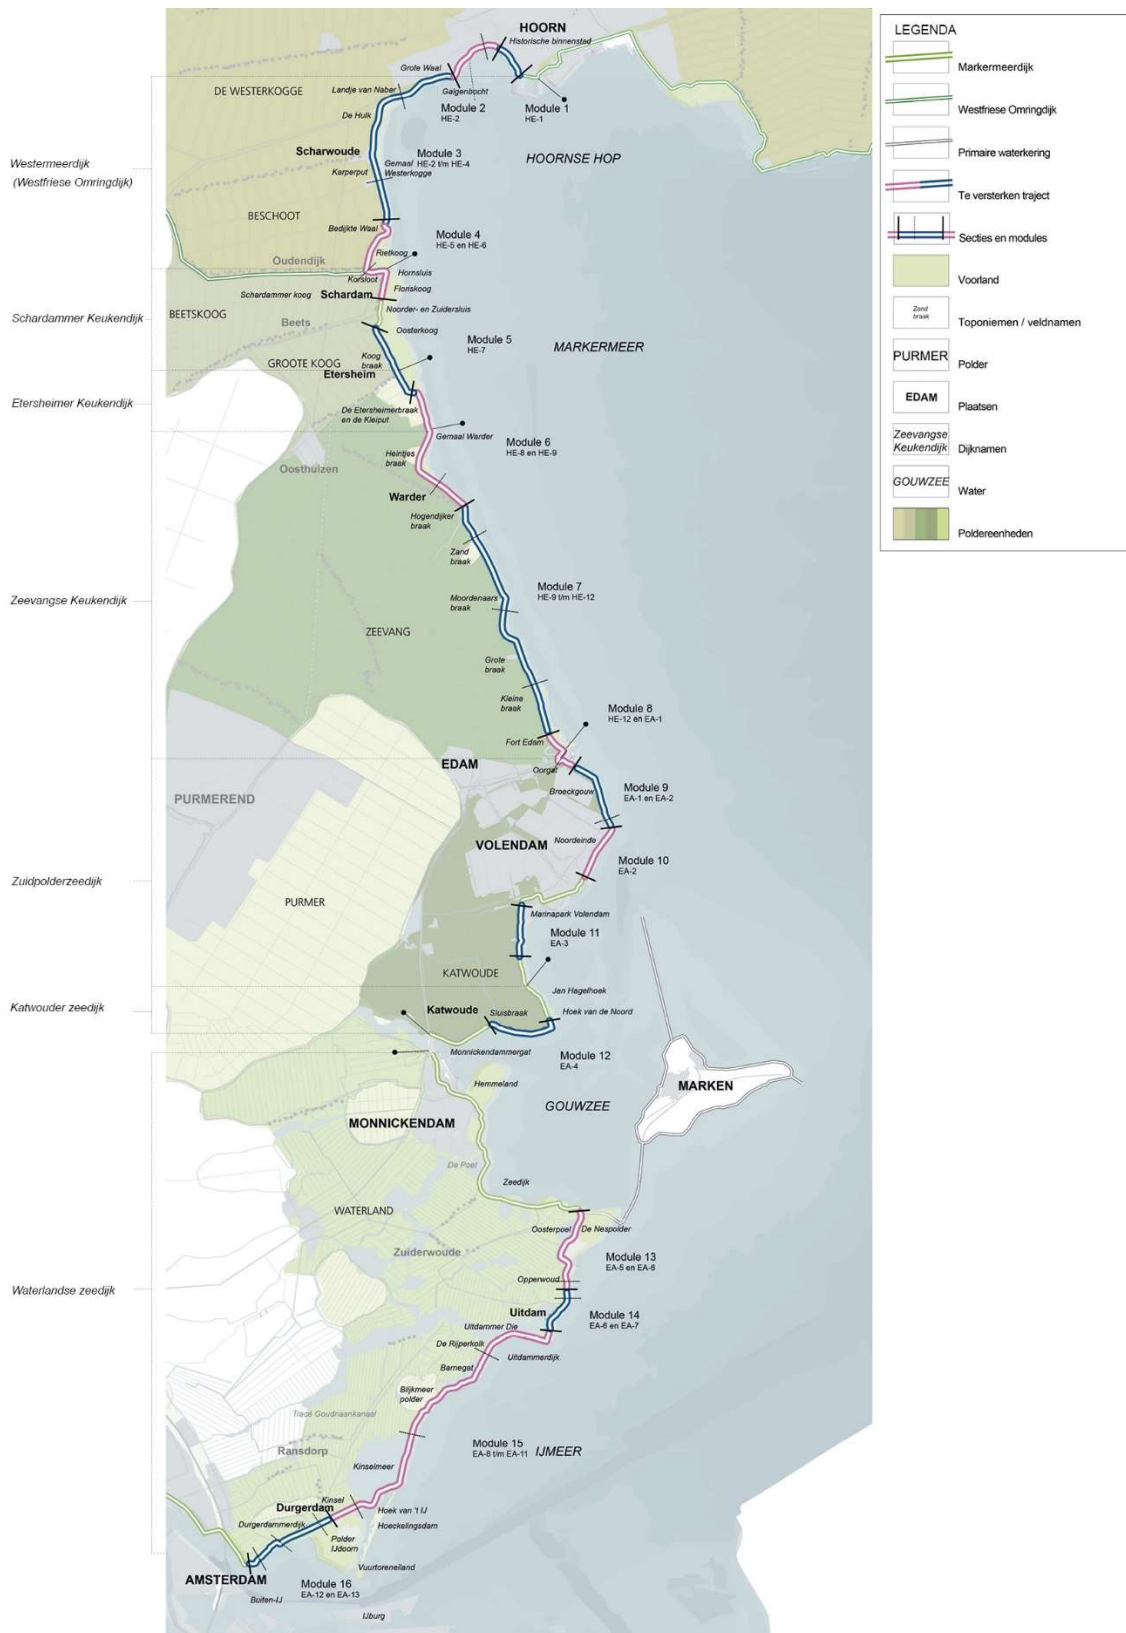 HOORN
Historische binnenstad
Grote Waal
DE WESTERKOGGE
Landje van Naber
Galgenbocht
Module 2
HE-2
Module 1
HE-1
De Hulk
Scharwoude
Module 3
HE-2 t/m HE-4
HOORNSE HOP
Westermeerdijk
(Westfriese Omringdijk)
Karperput
Gemaal
Westerkogge
BESCHOOT
Bedijkte Waal
Module 4
HE-5 en HE-6
Rietkoog
Oudendijk
Korsloot
Hornsluis
Floriskoog
Schardammer koog
Schardam
Noorder- en Zuidersluis
BEETSKOOG
Schardammer Keukendijk
Beets
Oosterkoog
Module 5
HE-7
MARKERMEER
Koog
braak
GROOTE KOOG
Etersheim
Etersheimer Keukendijk
De Etersheimerbraak
en de Kleiput
Gemaal Warder
Module 6
HE-8 en HE-9
Heintjes
braak
Oosthuizen
Warder
Hogendijker
braak
Zand
braak
Module 7
HE-9 t/m HE-12
Zeevangse Keukendijk
Moordenaars
braak
ZEEVANG
Grote
braak
Kleine
braak
Module 8
HE-12 en EA-1
Fort Edam
EDAM
Oorgat
Broeckgouw
Module 9
EA-1 en EA-2
PURMEREND
VOLENDAM
Noordeinde
Module 10
EA-2
Zuidpolderzeedijk
PURMER
Marinapark Volendam
Module 11
EA-3
KATWOUDE
Jan Hagelhoek
Katwouder zeedijk
Katwoude
Sluisbraak
Hoek van de Noord
Monnickendammergat
Module 12
EA-4
Hemmeland
MARKEN
GOUWZEE
MONNICKENDAM
De Poel
Zeedijk
WATERLAND
Oosterpoel
De Nespolder
Zuiderwoude
Module 13
EA-5 en EA-6
Opperwoud
Waterlandse zeedijk
Uitdam
Module 14
EA-6 en EA-7
Uitdammer Die
De Rijperkolk
Uitdammerdijk
Barnegat
Blijkmeer
polder
Tracé Goudriaankanaal
Module 15
EA-8 t/m EA-11
IJMEER
Ransdorp
Kinselmeer
Kinsel
Durgerdam
Hoek van 't IJ
Hoeckelingsdam
Durgerdammerdijk
Polder
IJdoorn
Vuurtoreneiland
AMSTERDAM
Module 16
EA-12 en EA-13
Buiten-IJ
IJburg
LEGENDA
Markermeerdijk
Westfriese Omringdijk
Primaire waterkering
Te versterken traject
Secties en modules
Voorland
Zand
braak
Toponiemen / veldnamen
PURMER
Polder
EDAM
Plaatsen
Zeevangse
Keukendijk
Dijknamen
GOUWZEE
Water
Poldereenheden